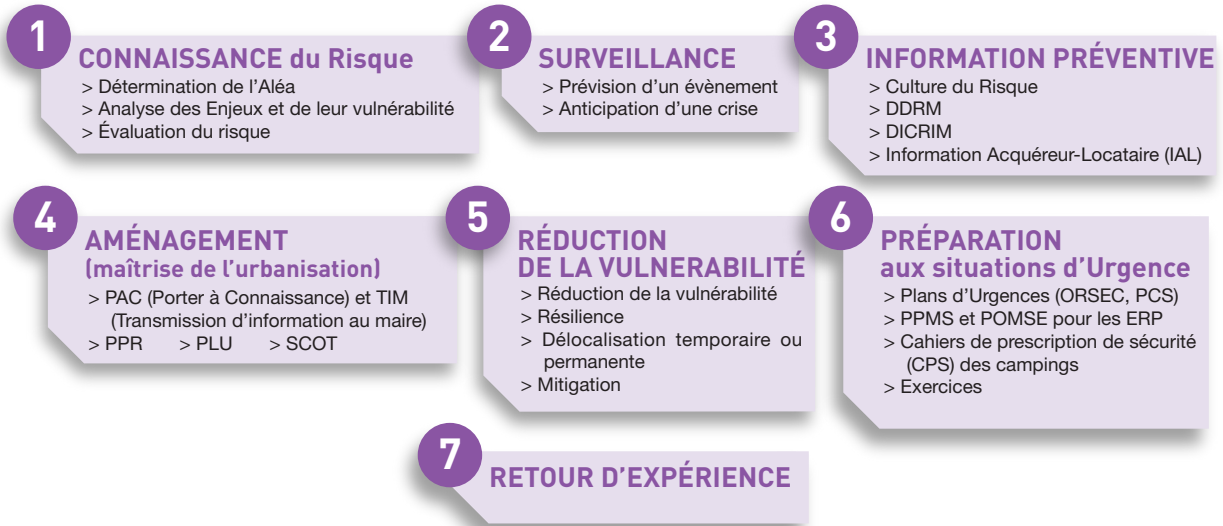 1
CONNAISSANCE du Risque
> Détermination de l'Aléa
> Analyse des Enjeux et de leur vulnérabilité
> Évaluation du risque
2
SURVEILLANCE
> Prévision d'un évènement
> Anticipation d'une crise
3
INFORMATION PRÉVENTIVE
> Culture du Risque
> DDRM
> DICRIM
> Information Acquéreur-Locataire (IAL)
4
AMÉNAGEMENT
(maîtrise de l'urbanisation)
> PAC (Porter à Connaissance) et TIM
(Transmission d'information au maire)
> PPR > PLU > SCOT
5
RÉDUCTION
DE LA VULNERABILITÉ
> Réduction de la vulnérabilité
> Résilience
> Délocalisation temporaire ou
permanente
> Mitigation
6
PRÉPARATION
aux situations d'Urgence
> Plans d'Urgences (ORSEC, PCS)
> PPMS et POMSE pour les ERP
> Cahiers de prescription de sécurité
(CPS) des campings
> Exercices
7
RETOUR D'EXPÉRIENCE